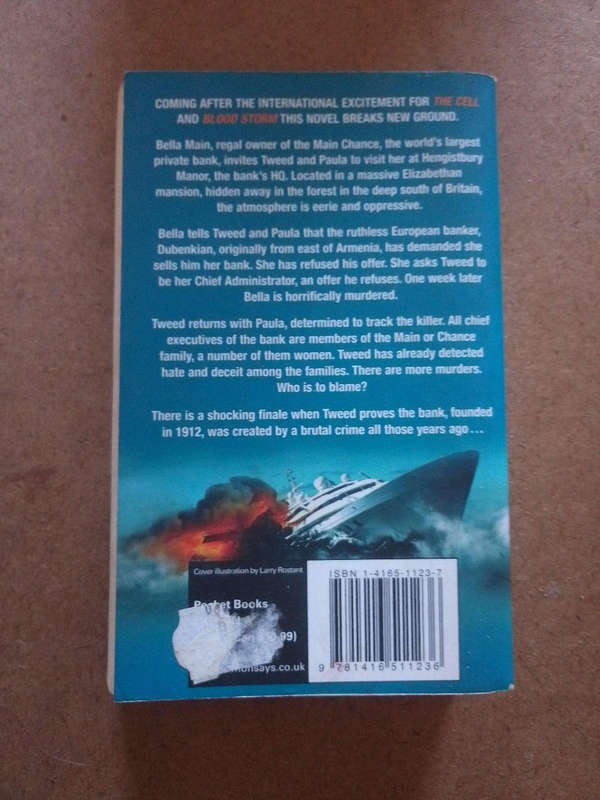 COMING AFTER THE INTERNATIONAL EXCITEMENT FOR THE CELL
AND BLOOD STORM THIS NOVEL BREAKS NEW GROUND.
Bella Main, regal owner of the Main Chance, the world's largest
private bank, invites Tweed and Paula to visit her at Hengistbury
Manor, the bank's HQ. Located in a massive Elizabethan
mansion, hidden away in the forest in the deep south of Britain,
the atmosphere is eerie and oppressive.
Bella tells Tweed and Paula that the ruthless European banker,
Dubenkian, originally from east of Armenia, has demanded she
sells him her bank. She has refused his offer. She asks Tweed to
be her Chief Administrator, an offer he refuses. One week later
Bella is horrifically murdered.
Tweed returns with Paula, determined to track the killer. All chief
executives of the bank are members of the Main or Chance
family, a number of them women. Tweed has already detected
hate and deceit among the families. There are more murders.
Who is to blame?
There is a shocking finale when Tweed proves the bank, founded
in 1912, was created by a brutal crime all those years ago...
Cover illustration by Larry Rostant
Books
ISBN 1-4165-1123-7
9 781416 511236